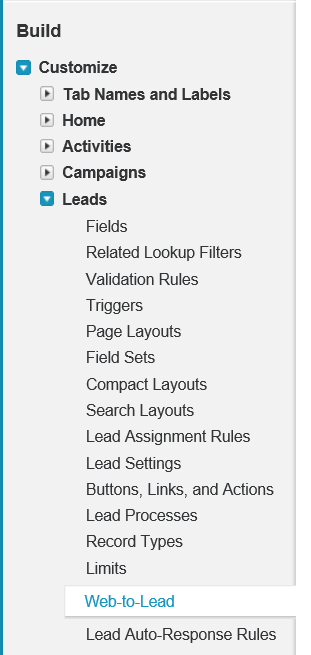 Build
Customize
Tab Names and Labels
Home
Activities
Campaigns
Leads
Fields
Related Lookup Filters
Validation Rules
Triggers
Page Layouts
Field Sets
Compact Layouts
Search Layouts
Lead Assignment Rules
Lead Settings
Buttons, Links, and Actions
Lead Processes
Record Types
Limits
Web-to-Lead
Lead Auto-Response Rules